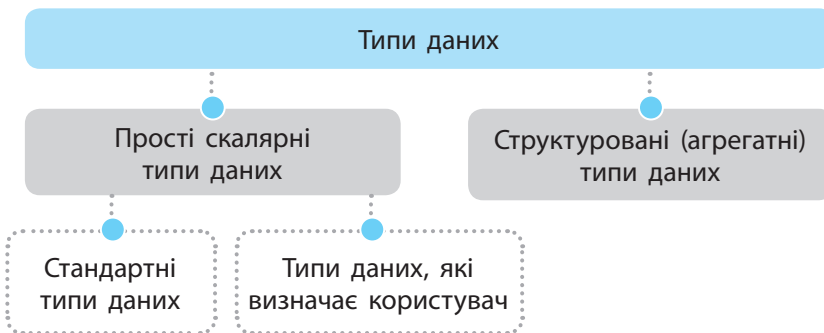 Типи даних
Прості скалярні
типи даних
Структуровані (агрегатні)
типи даних
Стандартні
типи даних
Типи даних, які
визначає користувач